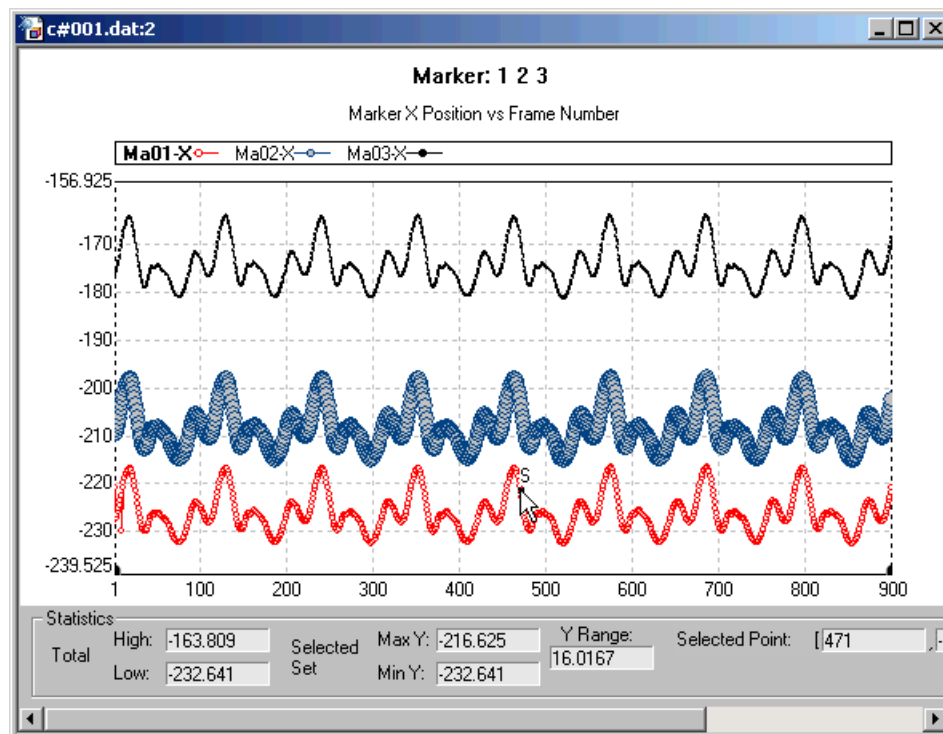 c#001.dat:2
Marker: 1 2 3
Marker X Position vs Frame Number
Ma01-X Ma02-X Ma03-X
-156.925
-170
-180
-190
-200
-210
-220
S
-230
-239.525
1 100 200 300 400 500 600 700 800 900
Statistics
Total
High: -163.809
Low: -232.641
Selected Set
Max Y: -216.625
Min Y: -232.641
Y Range:
16.0167
Selected Point: [ 471 , -